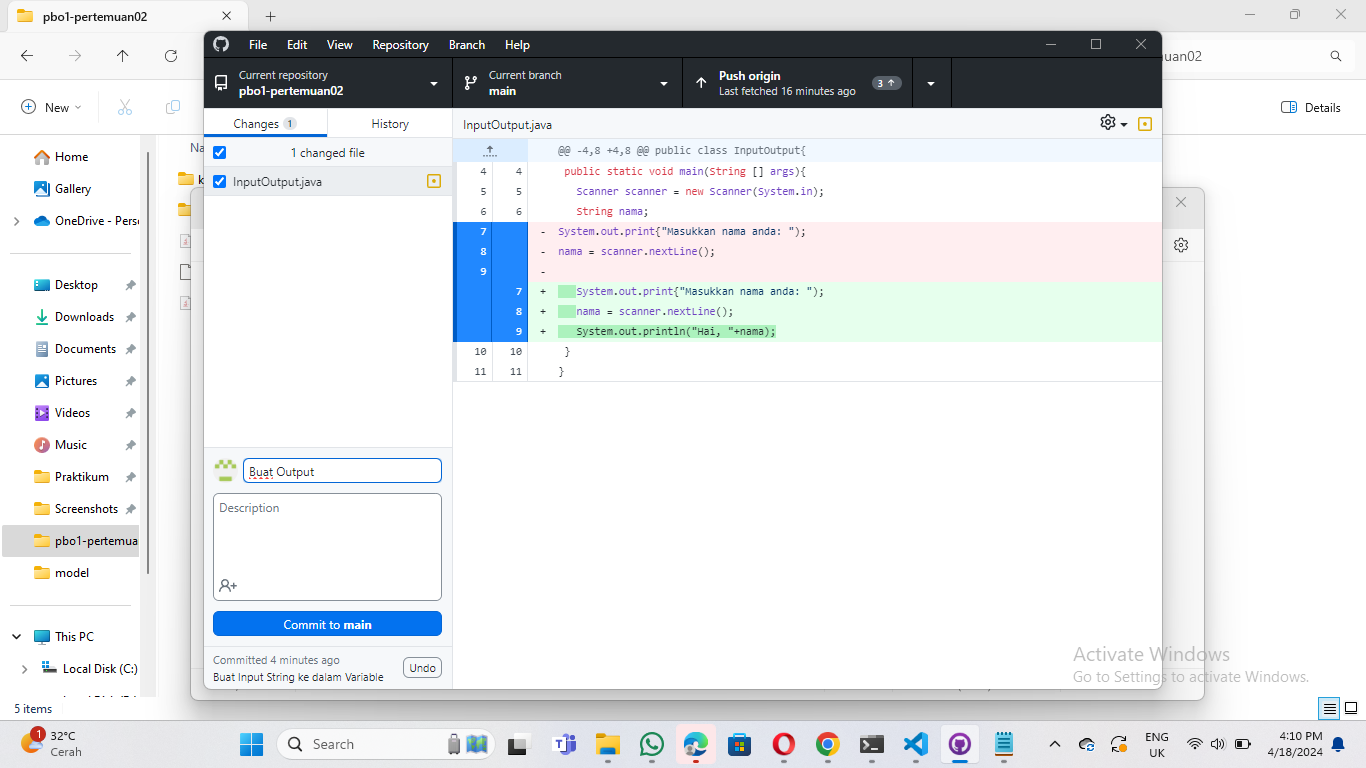 pbo1-pertemuan02
File Edit View Repository Branch Help
Current repository
pbo1-pertemuan02
Current branch
main
Push origin
Last fetched 16 minutes ago
3
New
Details
Changes 1
History
InputOutput.java
1 changed file
InputOutput.java
@@ -4,8 +4,8 @@ public class InputOutput{
4 4 public static void main(String [] args){
5 5 Scanner scanner = new Scanner(System.in);
6 6 String nama;
7 - System.out.print{"Masukkan nama anda: ");
8 - nama = scanner.nextLine();
9 -
7 + System.out.print{"Masukkan nama anda: ");
8 + nama = scanner.nextLine();
9 + System.out.println("Hai, "+nama);
10 10 }
11 11 }
Buat Output
Description
Commit to main
Committed 4 minutes ago
Buat Input String ke dalam Variable
Undo
Home
Gallery
OneDrive - Perso
Desktop
Downloads
Documents
Pictures
Videos
Music
Praktikum
Screenshots
pbo1-pertemua
model
This PC
Local Disk (C:)
5 items
Activate Windows
Go to Settings to activate Windows.
1
32°C
Cerah
Search
ENG
UK
4:10 PM
4/18/2024